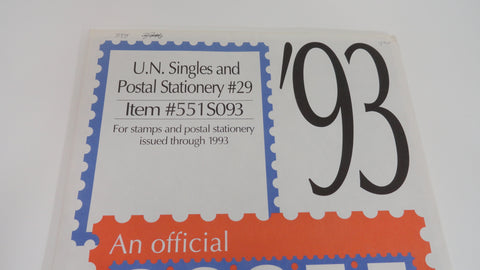 U.N. Singles and
Postal Stationery #29
Item #551S093
For stamps and postal stationery
issued through 1993
'93
An official